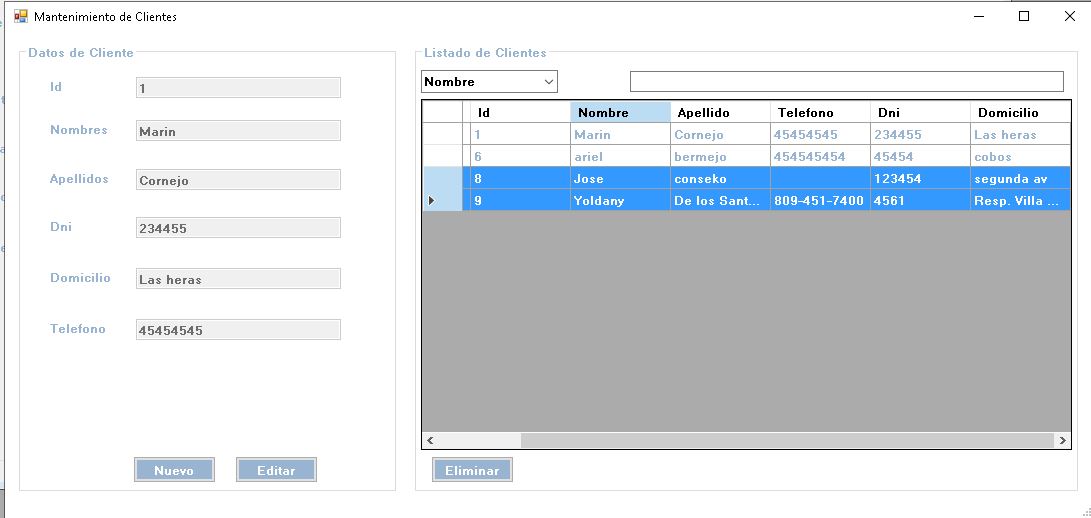 Mantenimiento de Clientes
Datos de Cliente
Id 1
Nombres Marin
Apellidos Cornejo
Dni 234455
Domicilio Las heras
Telefono 45454545
Nuevo Editar
Listado de Clientes
Nombre
Id Nombre Apellido Telefono Dni Domicilio
1 Marin Cornejo 45454545 234455 Las heras
6 ariel bermejo 454545454 45454 cobos
8 Jose conseko 123454 segunda av
9 Yoldany De los Sant... 809-451-7400 4561 Resp. Villa ...
Eliminar